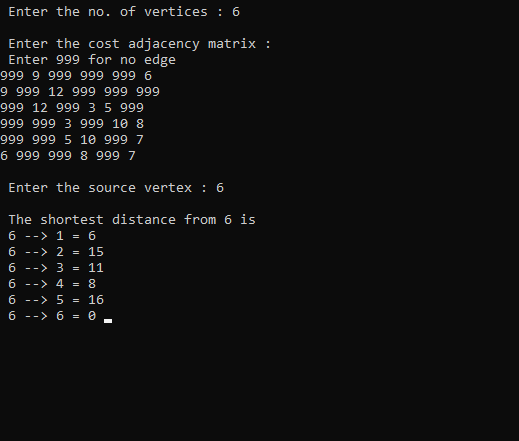 Enter the no. of vertices : 6
Enter the cost adjacency matrix :
Enter 999 for no edge
999 9 999 999 999 6
9 999 12 999 999 999
999 12 999 3 5 999
999 999 3 999 10 8
999 999 5 10 999 7
6 999 999 8 999 7
Enter the source vertex : 6
The shortest distance from 6 is
6 --> 1 = 6
6 --> 2 = 15
6 --> 3 = 11
6 --> 4 = 8
6 --> 5 = 16
6 --> 6 = 0